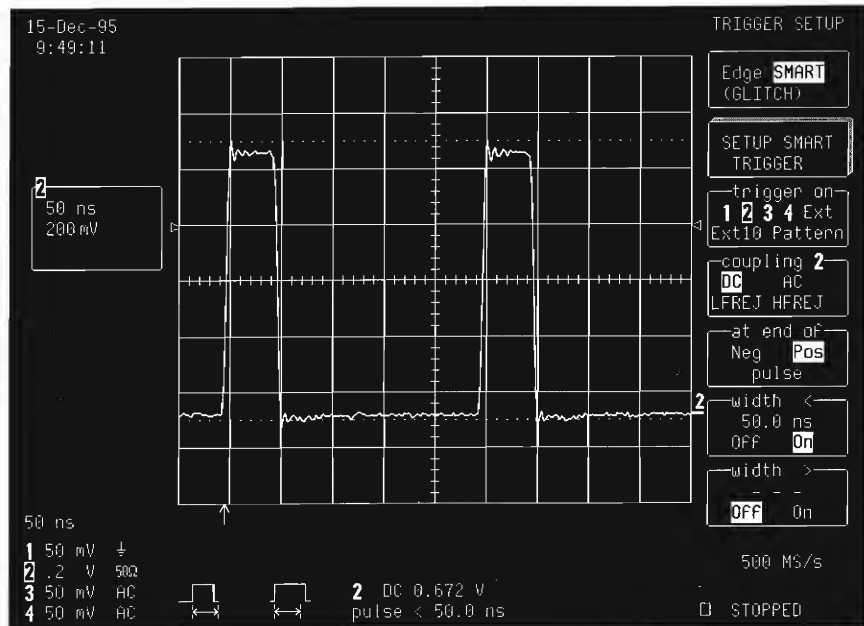 15-Dec-95
9:49:11
TRIGGER SETUP
Edge SMART
(GLITCH)
SETUP SMART
TRIGGER
trigger on
1 2 3 4 Ext
Ext10 Pattern
coupling 2
DC AC
LFREJ HFREJ
at end of
Neg Pos
pulse
width <
50.0 ns
Off On
width >
- - -
Off On
2
50 ns
200 mV
2
50 ns
1 50 mV ⏚
2 .2 V 50Ω
3 50 mV AC
4 50 mV AC
2 DC 0.672 V
pulse < 50.0 ns
500 MS/s
STOPPED